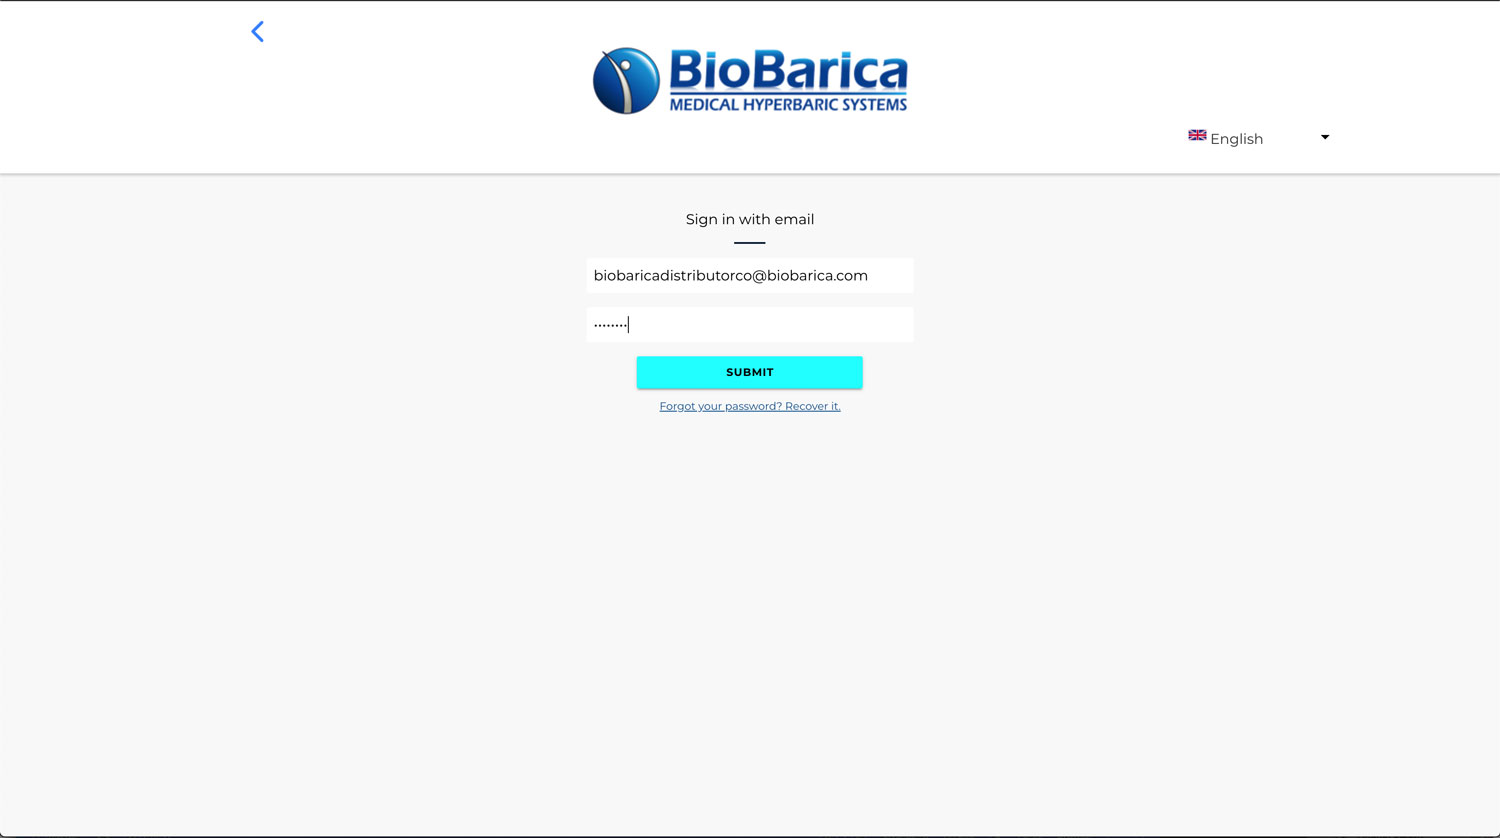 BioBarica
MEDICAL HYPERBARIC SYSTEMS
English
Sign in with email
biobaricadistributorco@biobarica.com
••••••••
SUBMIT
Forgot your password? Recover it.